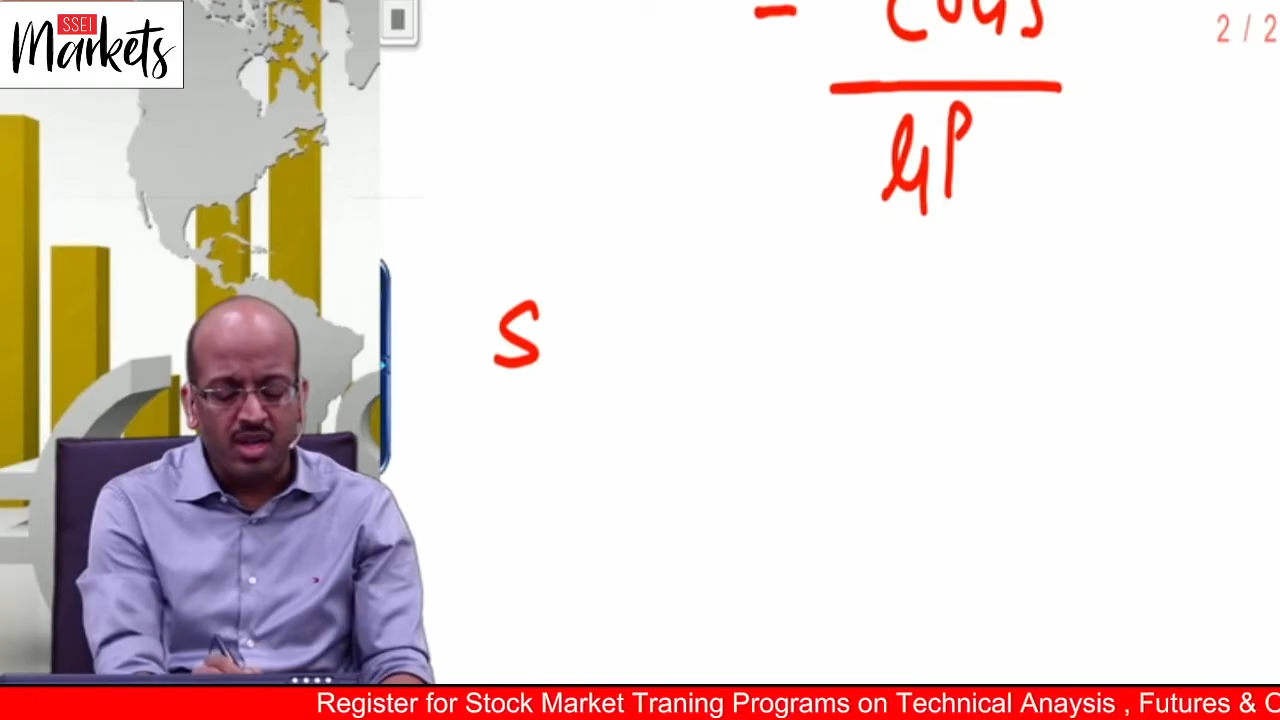 SSEI
Markets
2 / 2
- COGS
GP
S
Register for Stock Market Traning Programs on Technical Anaysis , Futures &